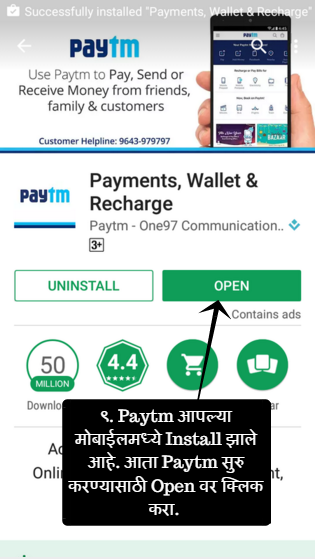 Successfully installed "Payments, Wallet & Recharge"
paytm
Use Paytm to Pay, Send or
Receive Money from friends,
family & customers
Customer Helpline: 9643-979797
paytm
Payments, Wallet &
Recharge
Paytm - One97 Communication..
3+
UNINSTALL
OPEN
Contains ads
50
MILLION
4.4
Downlo
ar
९. Paytm आपल्या
मोबाईलमध्ये Install झाले
आहे. आता Paytm सुरु
करण्यासाठी Open वर क्लिक
करा.
Onli
nt,